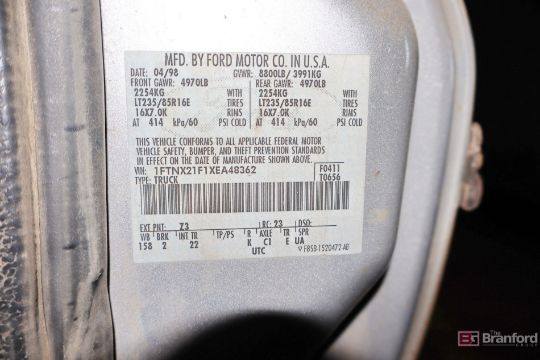 MFD. BY FORD MOTOR CO. IN U.S.A.
DATE: 04/98 GVWR: 8800LB/ 3991KG
FRONT GAWR: 4970LB REAR GAWR: 4970LB
2254KG WITH 2254KG WITH
LT235/85R16E TIRES LT235/85R16E TIRES
16X7.0K RIMS 16X7.0K RIMS
AT 414 kPa/60 PSI COLD AT 414 kPa/60 PSI COLD
THIS VEHICLE CONFORMS TO ALL APPLICABLE FEDERAL MOTOR
VEHICLE SAFETY, BUMPER, AND THEFT PREVENTION STANDARDS
IN EFFECT ON THE DATE OF MANUFACTURE SHOWN ABOVE.
VIN: 1FTNX21F1XEA48362 F0411
TYPE: TRUCK T0656
EXT PNT: Z3 RC: 23 DSO:
WB BRK INT TR TP/PS R AXLE TR
158 2 22 K C1 E UA
UTC F85B-1520472-AB
The
Branford
GROUP